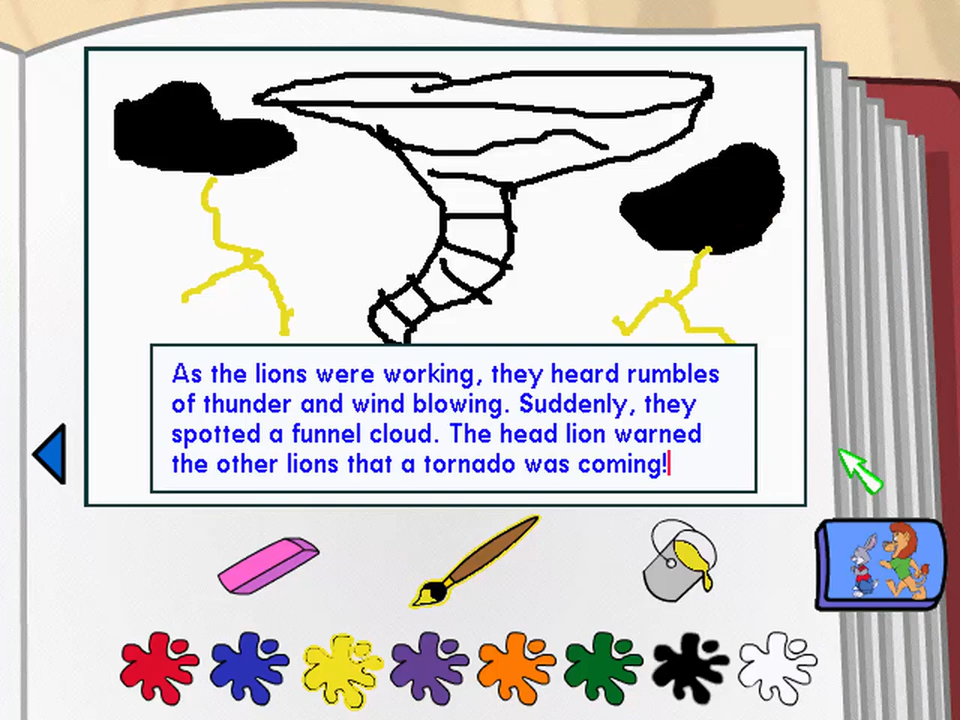 As the lions were working, they heard rumbles
of thunder and wind blowing. Suddenly, they
spotted a funnel cloud. The head lion warned
the other lions that a tornado was coming!